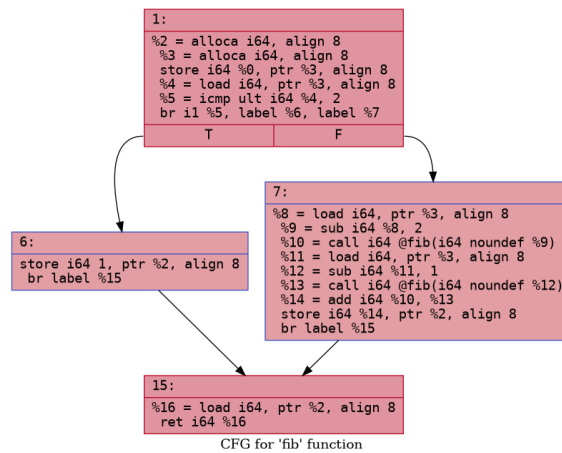 1:
%2 = alloca i64, align 8
%3 = alloca i64, align 8
store i64 %0, ptr %3, align 8
%4 = load i64, ptr %3, align 8
%5 = icmp ult i64 %4, 2
br i1 %5, label %6, label %7
T F
7:
%8 = load i64, ptr %3, align 8
%9 = sub i64 %8, 2
%10 = call i64 @fib(i64 noundef %9)
%11 = load i64, ptr %3, align 8
%12 = sub i64 %11, 1
%13 = call i64 @fib(i64 noundef %12)
%14 = add i64 %10, %13
store i64 %14, ptr %2, align 8
br label %15
6:
store i64 1, ptr %2, align 8
br label %15
15:
%16 = load i64, ptr %2, align 8
ret i64 %16
CFG for 'fib' function